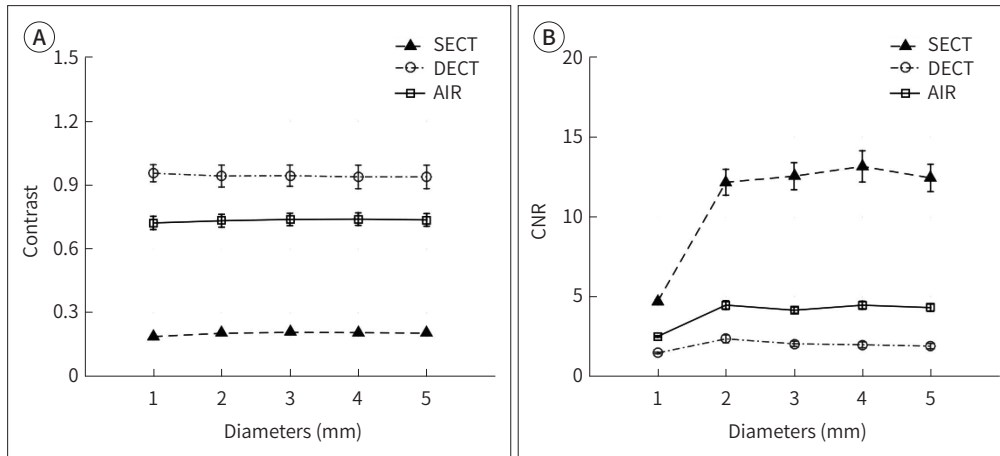 A
SECT
DECT
AIR
1.5
1.2
0.9
0.6
0.3
0
Contrast
1 2 3 4 5
Diameters (mm)
B
SECT
DECT
AIR
20
15
10
5
0
CNR
1 2 3 4 5
Diameters (mm)